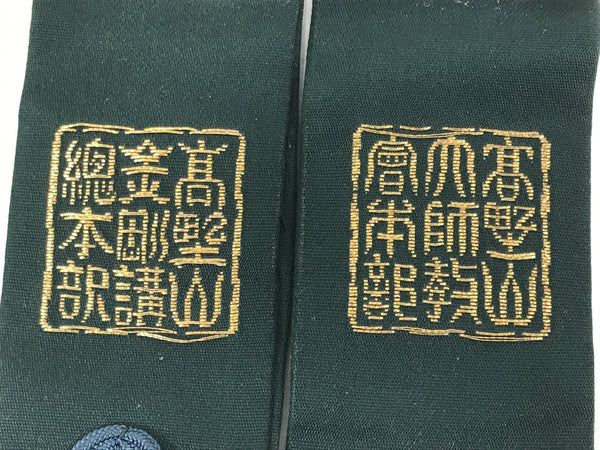 高野山
金剛講
總本部
高野山
大師教
會本部